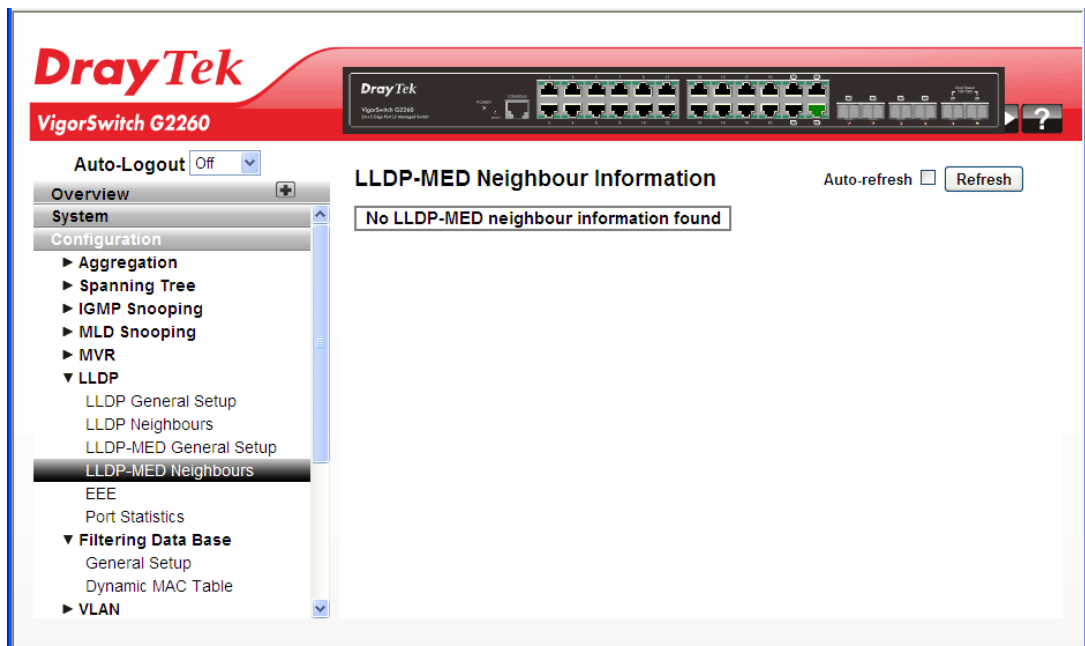 DrayTek
VigorSwitch G2260
DrayTek
VigorSwitch G2260
POWER
CONSOLE
?
Auto-Logout Off
Overview
System
Configuration
Aggregation
Spanning Tree
IGMP Snooping
MLD Snooping
MVR
LLDP
LLDP General Setup
LLDP Neighbours
LLDP-MED General Setup
LLDP-MED Neighbours
EEE
Port Statistics
Filtering Data Base
General Setup
Dynamic MAC Table
VLAN
LLDP-MED Neighbour Information
Auto-refresh Refresh
No LLDP-MED neighbour information found